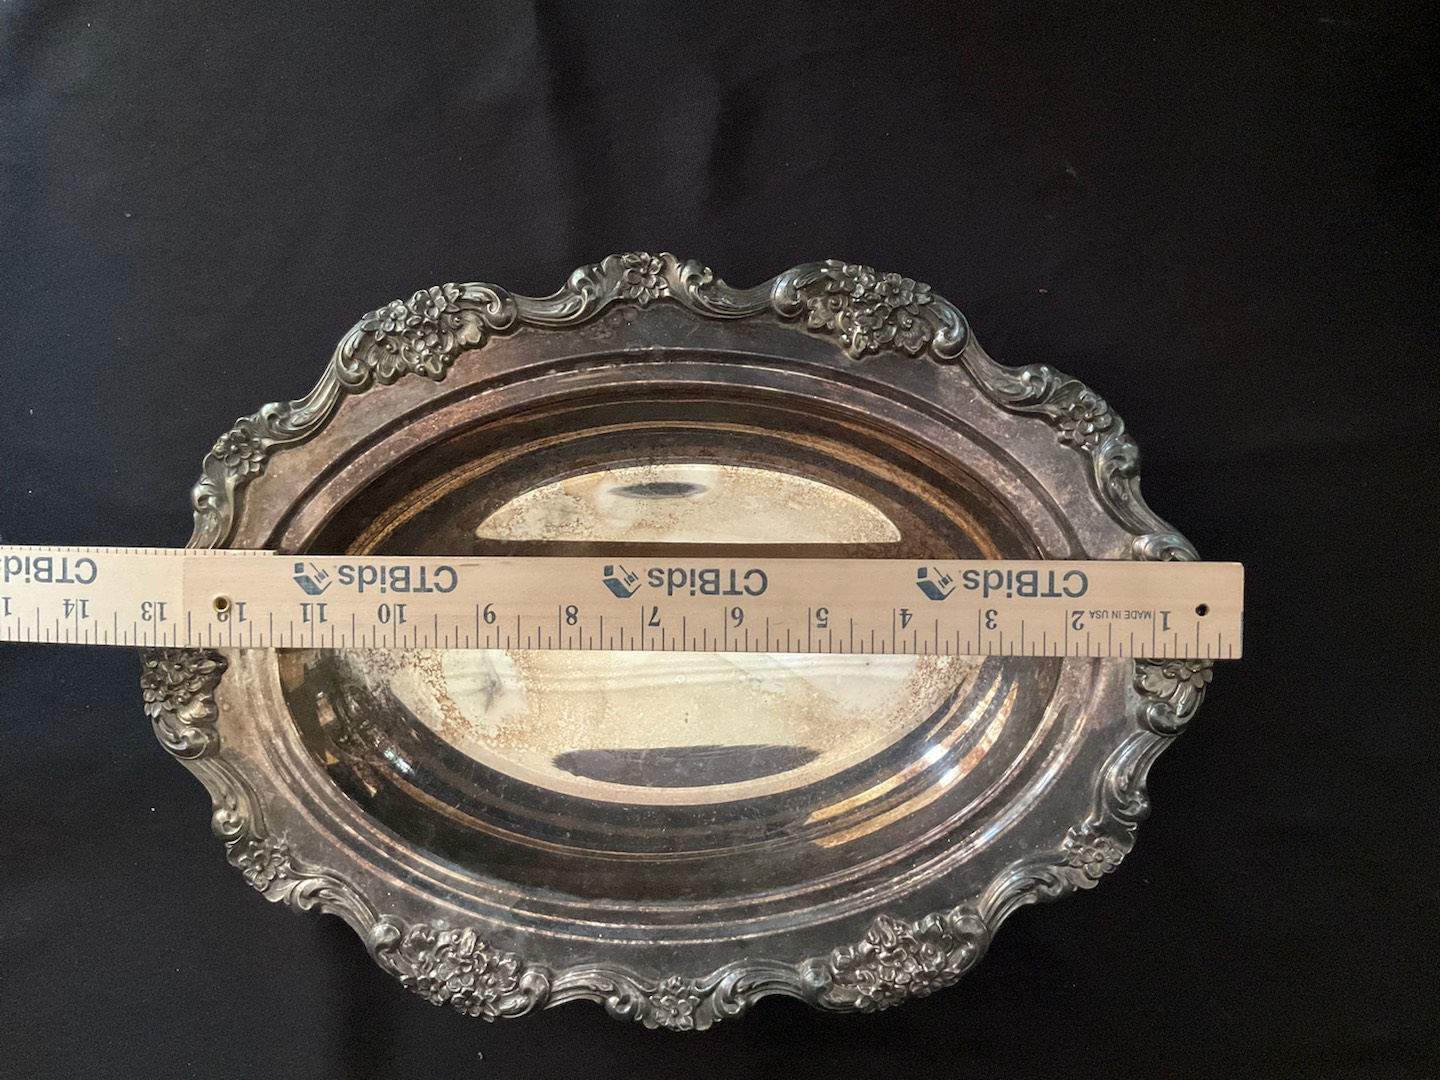 CTBids. CTBids. CTBids. CTBids
1 MADE IN USA 2 3 4 5 6 7 8 9 10 11 12 13 14